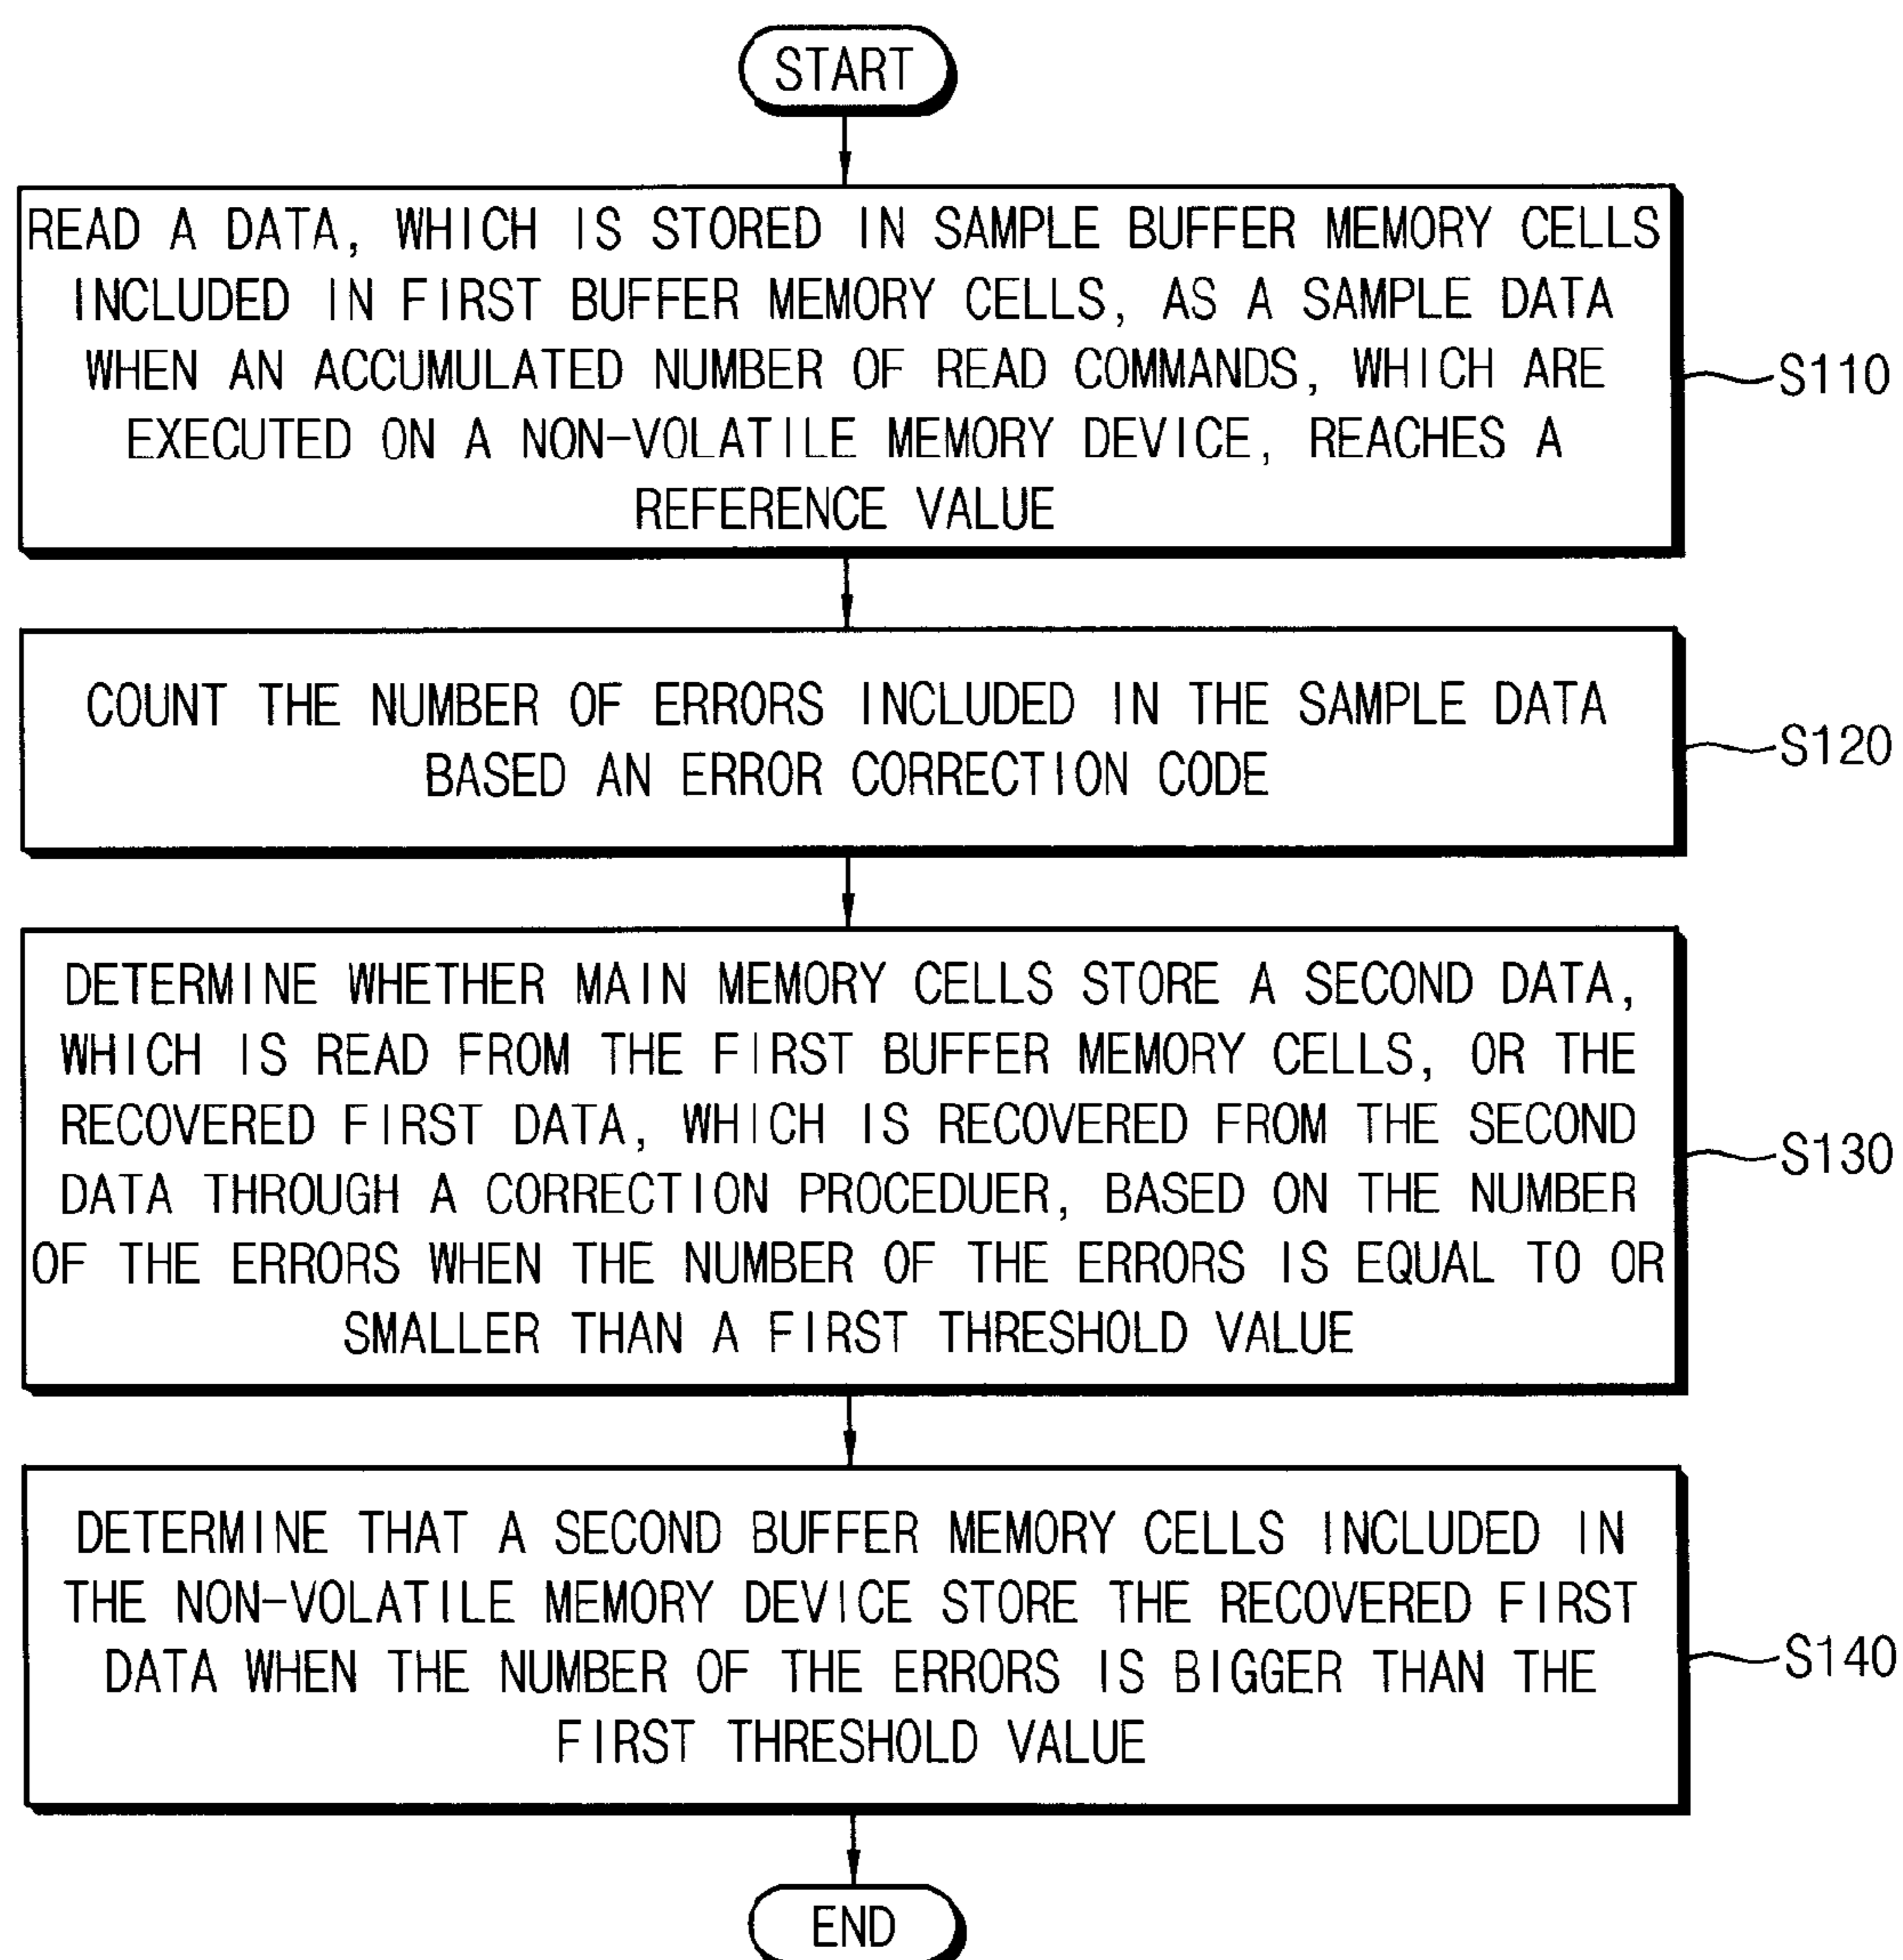 START
READ A DATA, WHICH IS STORED IN SAMPLE BUFFER MEMORY CELLS
INCLUDED IN FIRST BUFFER MEMORY CELLS, AS A SAMPLE DATA
WHEN AN ACCUMULATED NUMBER OF READ COMMANDS, WHICH ARE
EXECUTED ON A NON-VOLATILE MEMORY DEVICE, REACHES A
REFERENCE VALUE
S110
COUNT THE NUMBER OF ERRORS INCLUDED IN THE SAMPLE DATA
BASED AN ERROR CORRECTION CODE
S120
DETERMINE WHETHER MAIN MEMORY CELLS STORE A SECOND DATA,
WHICH IS READ FROM THE FIRST BUFFER MEMORY CELLS, OR THE
RECOVERED FIRST DATA, WHICH IS RECOVERED FROM THE SECOND
DATA THROUGH A CORRECTION PROCEDUER, BASED ON THE NUMBER
OF THE ERRORS WHEN THE NUMBER OF THE ERRORS IS EQUAL TO OR
SMALLER THAN A FIRST THRESHOLD VALUE
S130
DETERMINE THAT A SECOND BUFFER MEMORY CELLS INCLUDED IN
THE NON-VOLATILE MEMORY DEVICE STORE THE RECOVERED FIRST
DATA WHEN THE NUMBER OF THE ERRORS IS BIGGER THAN THE
FIRST THRESHOLD VALUE
S140
END